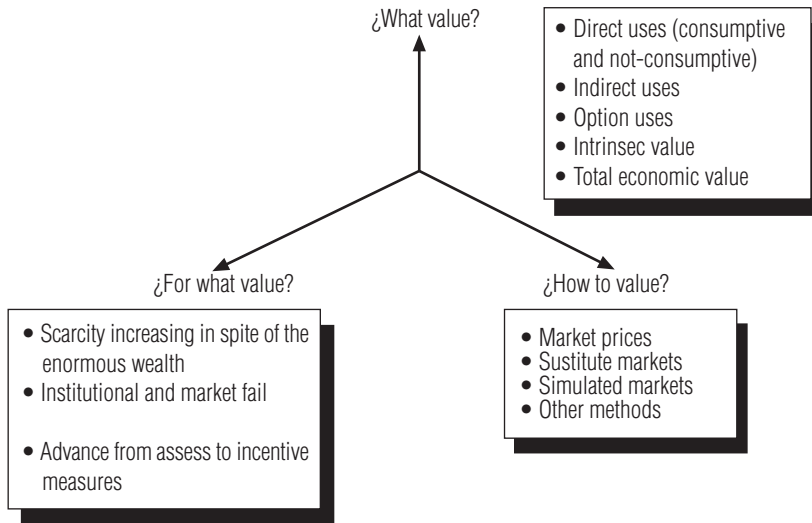 ¿What value?
• Direct uses (consumptive
and not-consumptive)
• Indirect uses
• Option uses
• Intrinsec value
• Total economic value
¿For what value?
• Scarcity increasing in spite of the
enormous wealth
• Institutional and market fail
• Advance from assess to incentive
measures
¿How to value?
• Market prices
• Sustitute markets
• Simulated markets
• Other methods